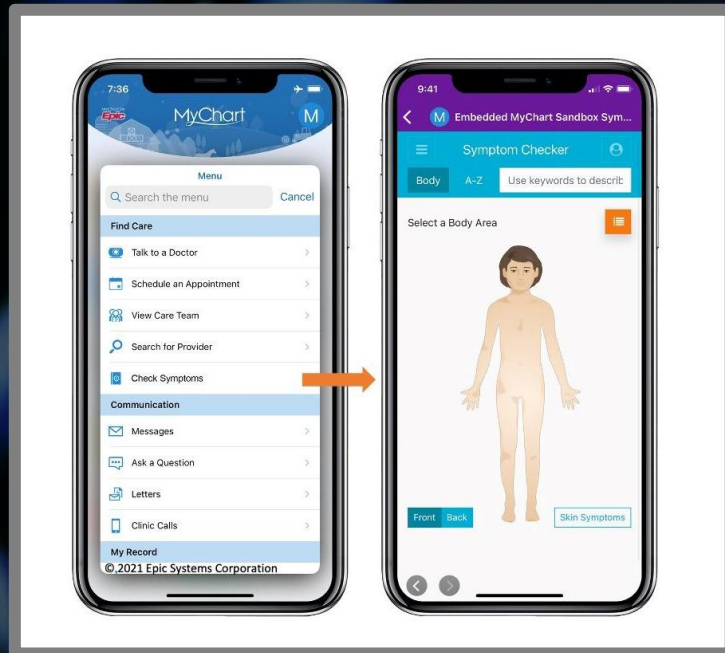 7:36
MyChart
Epic
MyChart
M
Menu
Search the menu
Cancel
Find Care
Talk to a Doctor
Schedule an Appointment
View Care Team
Search for Provider
Check Symptoms
Communication
Messages
Ask a Question
Letters
Clinic Calls
My Record
©,2021 Epic Systems Corporation
9:41
M Embedded MyChart Sandbox Sym...
Symptom Checker
Body A-Z Use keywords to describ
Select a Body Area
Front Back
Skin Symptoms